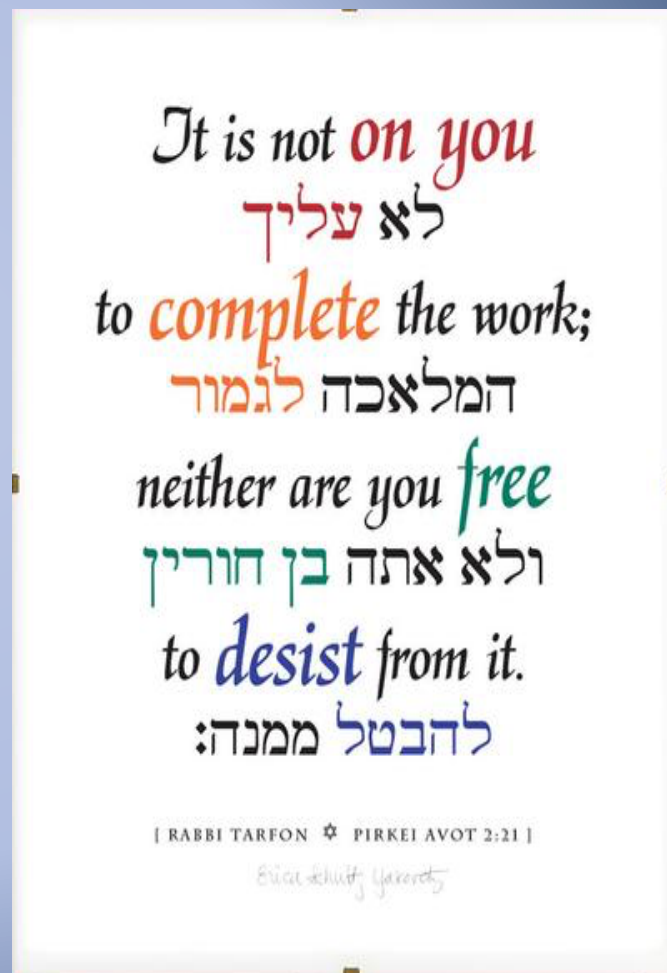 It is not on you
לא עליך
to complete the work;
המלאכה לגמור
neither are you free
ולא אתה בן חורין
to desist from it.
להבטל ממנה:
[ RABBI TARFON ✡ PIRKEI AVOT 2:21 ]